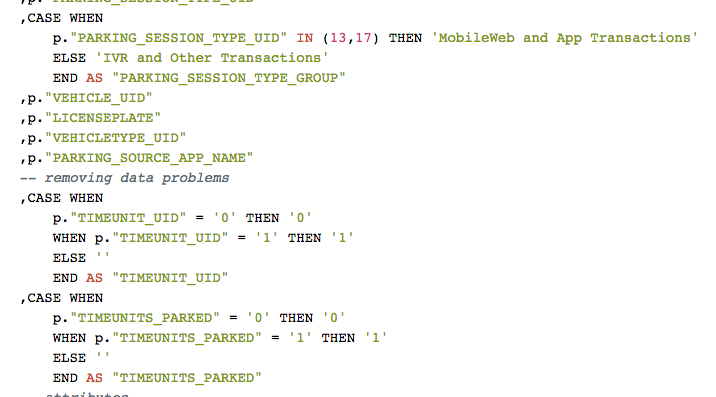 ,p."PARKING_SESSION_TYPE_UID"
,CASE WHEN
p."PARKING_SESSION_TYPE_UID" IN (13,17) THEN 'MobileWeb and App Transactions'
ELSE 'IVR and Other Transactions'
END AS "PARKING_SESSION_TYPE_GROUP"
,p."VEHICLE_UID"
,p."LICENSEPLATE"
,p."VEHICLETYPE_UID"
,p."PARKING_SOURCE_APP_NAME"
-- removing data problems
,CASE WHEN
p."TIMEUNIT_UID" = '0' THEN '0'
WHEN p."TIMEUNIT_UID" = '1' THEN '1'
ELSE ''
END AS "TIMEUNIT_UID"
,CASE WHEN
p."TIMEUNITS_PARKED" = '0' THEN '0'
WHEN p."TIMEUNITS_PARKED" = '1' THEN '1'
ELSE ''
END AS "TIMEUNITS_PARKED"
attributes